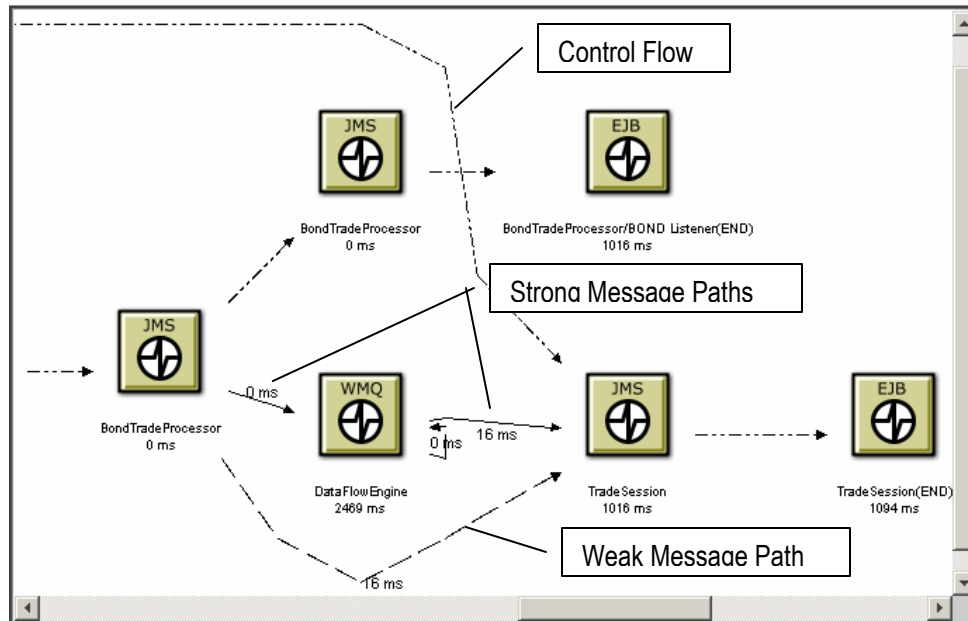 Control Flow
JMS
EJB
BondTradeProcessor
0 ms
BondTradeProcessor/BOND Listener(END)
1016 ms
Strong Message Paths
JMS
BondTradeProcessor
0 ms
0 ms
WMQ
0 ms
16 ms
JMS
EJB
DataFlowEngine
2469 ms
TradeSession
1016 ms
TradeSession(END)
1094 ms
Weak Message Path
16 ms